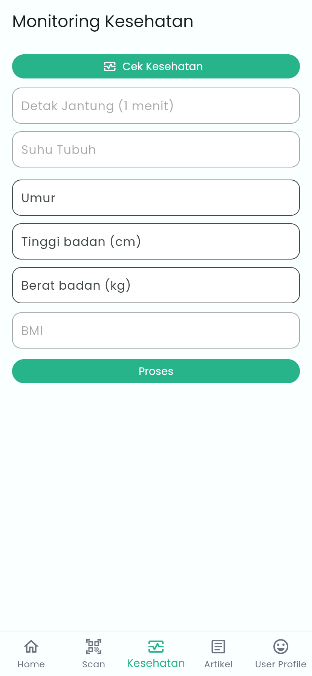 Monitoring Kesehatan
Cek Kesehatan
Detak Jantung (1 menit)
Suhu Tubuh
Umur
Tinggi badan (cm)
Berat badan (kg)
BMI
Proses
Home
Scan
Kesehatan
Artikel
User Profile